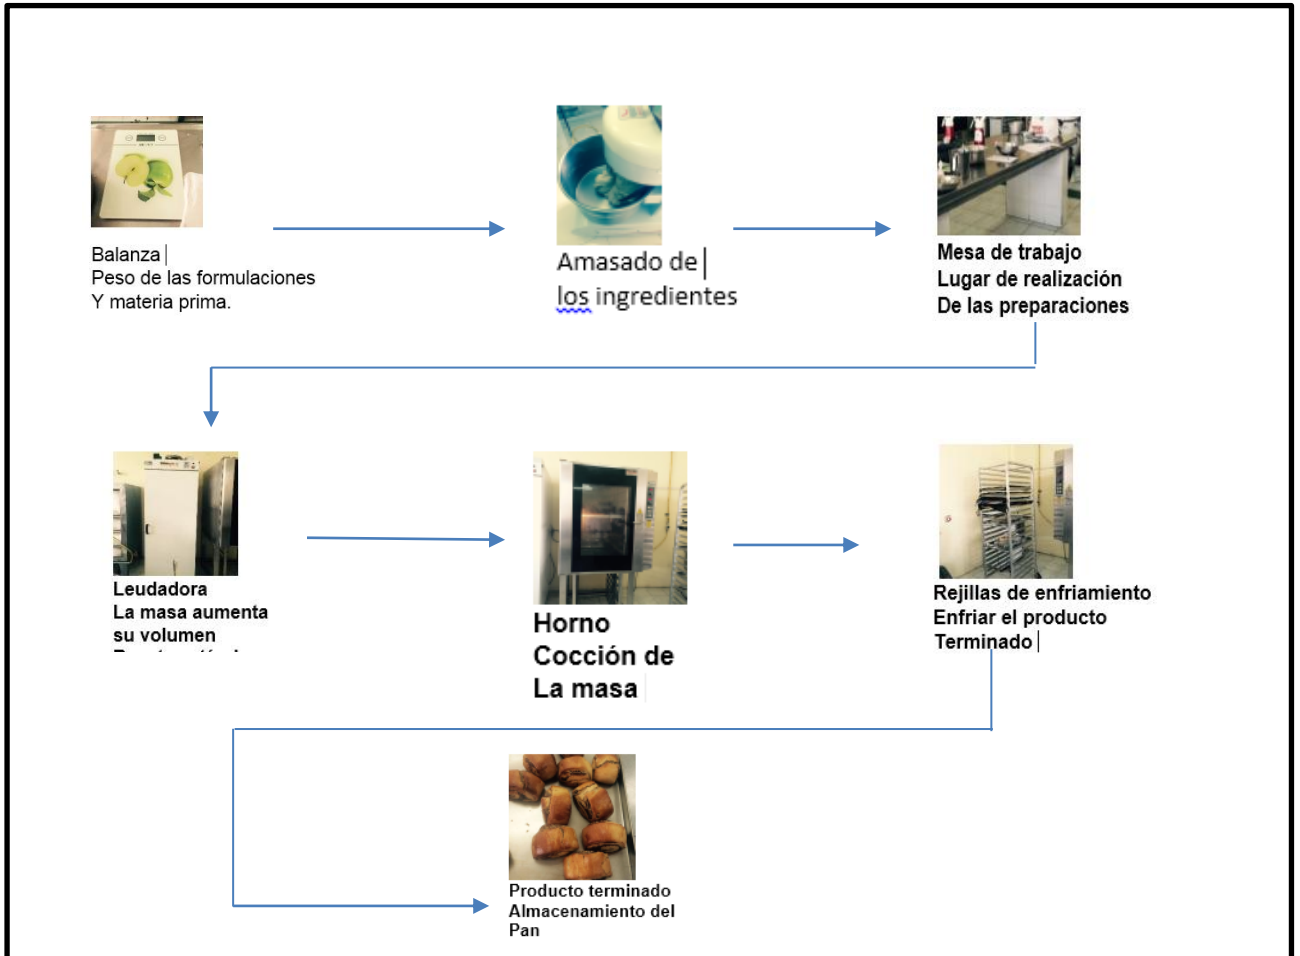 Balanza
Peso de las formulaciones
Y materia prima.
Amasado de
los ingredientes
Mesa de trabajo
Lugar de realización
De las preparaciones
Leudadora
La masa aumenta
su volumen
Horno
Cocción de
La masa
Rejillas de enfriamiento
Enfriar el producto
Terminado
Producto terminado
Almacenamiento del
Pan